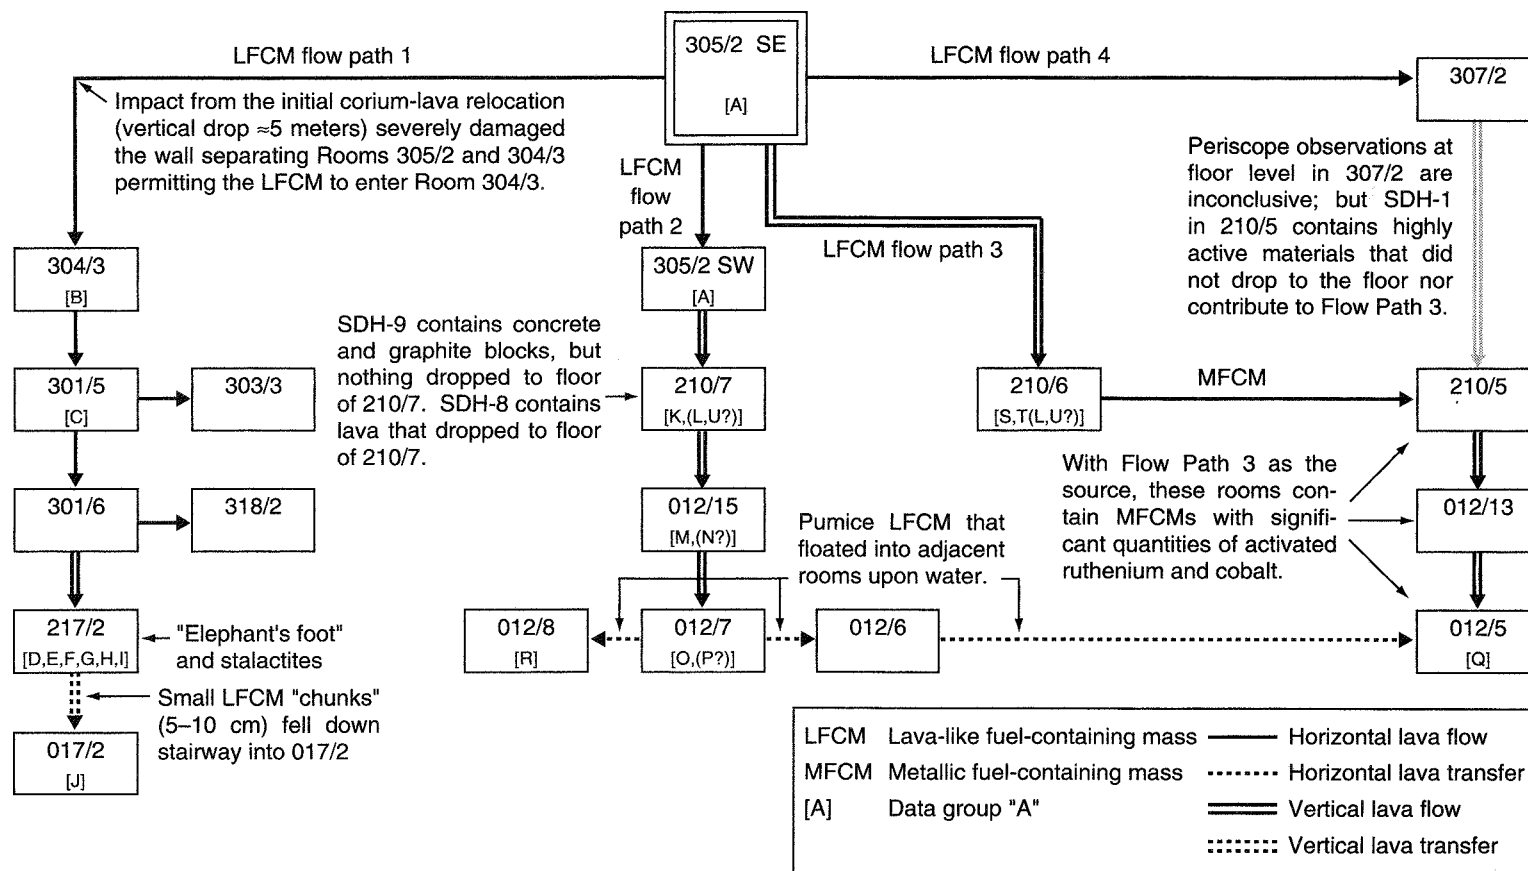 305/2 SE
[A]
LFCM flow path 1
LFCM flow path 4
307/2
Impact from the initial corium-lava relocation
(vertical drop ≈5 meters) severely damaged
the wall separating Rooms 305/2 and 304/3
permitting the LFCM to enter Room 304/3.
LFCM
flow
path 2
LFCM flow path 3
Periscope observations at
floor level in 307/2 are
inconclusive; but SDH-1
in 210/5 contains highly
active materials that did
not drop to the floor nor
contribute to Flow Path 3.
304/3
[B]
305/2 SW
[A]
SDH-9 contains concrete
and graphite blocks, but
nothing dropped to floor
of 210/7. SDH-8 contains
lava that dropped to floor
of 210/7.
301/5
[C]
303/3
210/7
[K,(L,U?)]
210/6
[S,T(L,U?)]
MFCM
210/5
With Flow Path 3 as the
source, these rooms con-
tain MFCMs with signifi-
cant quantities of activated
ruthenium and cobalt.
301/6
318/2
012/15
[M,(N?)]
012/13
Pumice LFCM that
floated into adjacent
rooms upon water.
217/2
[D,E,F,G,H,I]
"Elephant's foot"
and stalactites
012/8
[R]
012/7
[O,(P?)]
012/6
012/5
[Q]
Small LFCM "chunks"
(5–10 cm) fell down
stairway into 017/2
017/2
[J]
LFCM Lava-like fuel-containing mass
Horizontal lava flow
MFCM Metallic fuel-containing mass
Horizontal lava transfer
[A] Data group "A"
Vertical lava flow
Vertical lava transfer